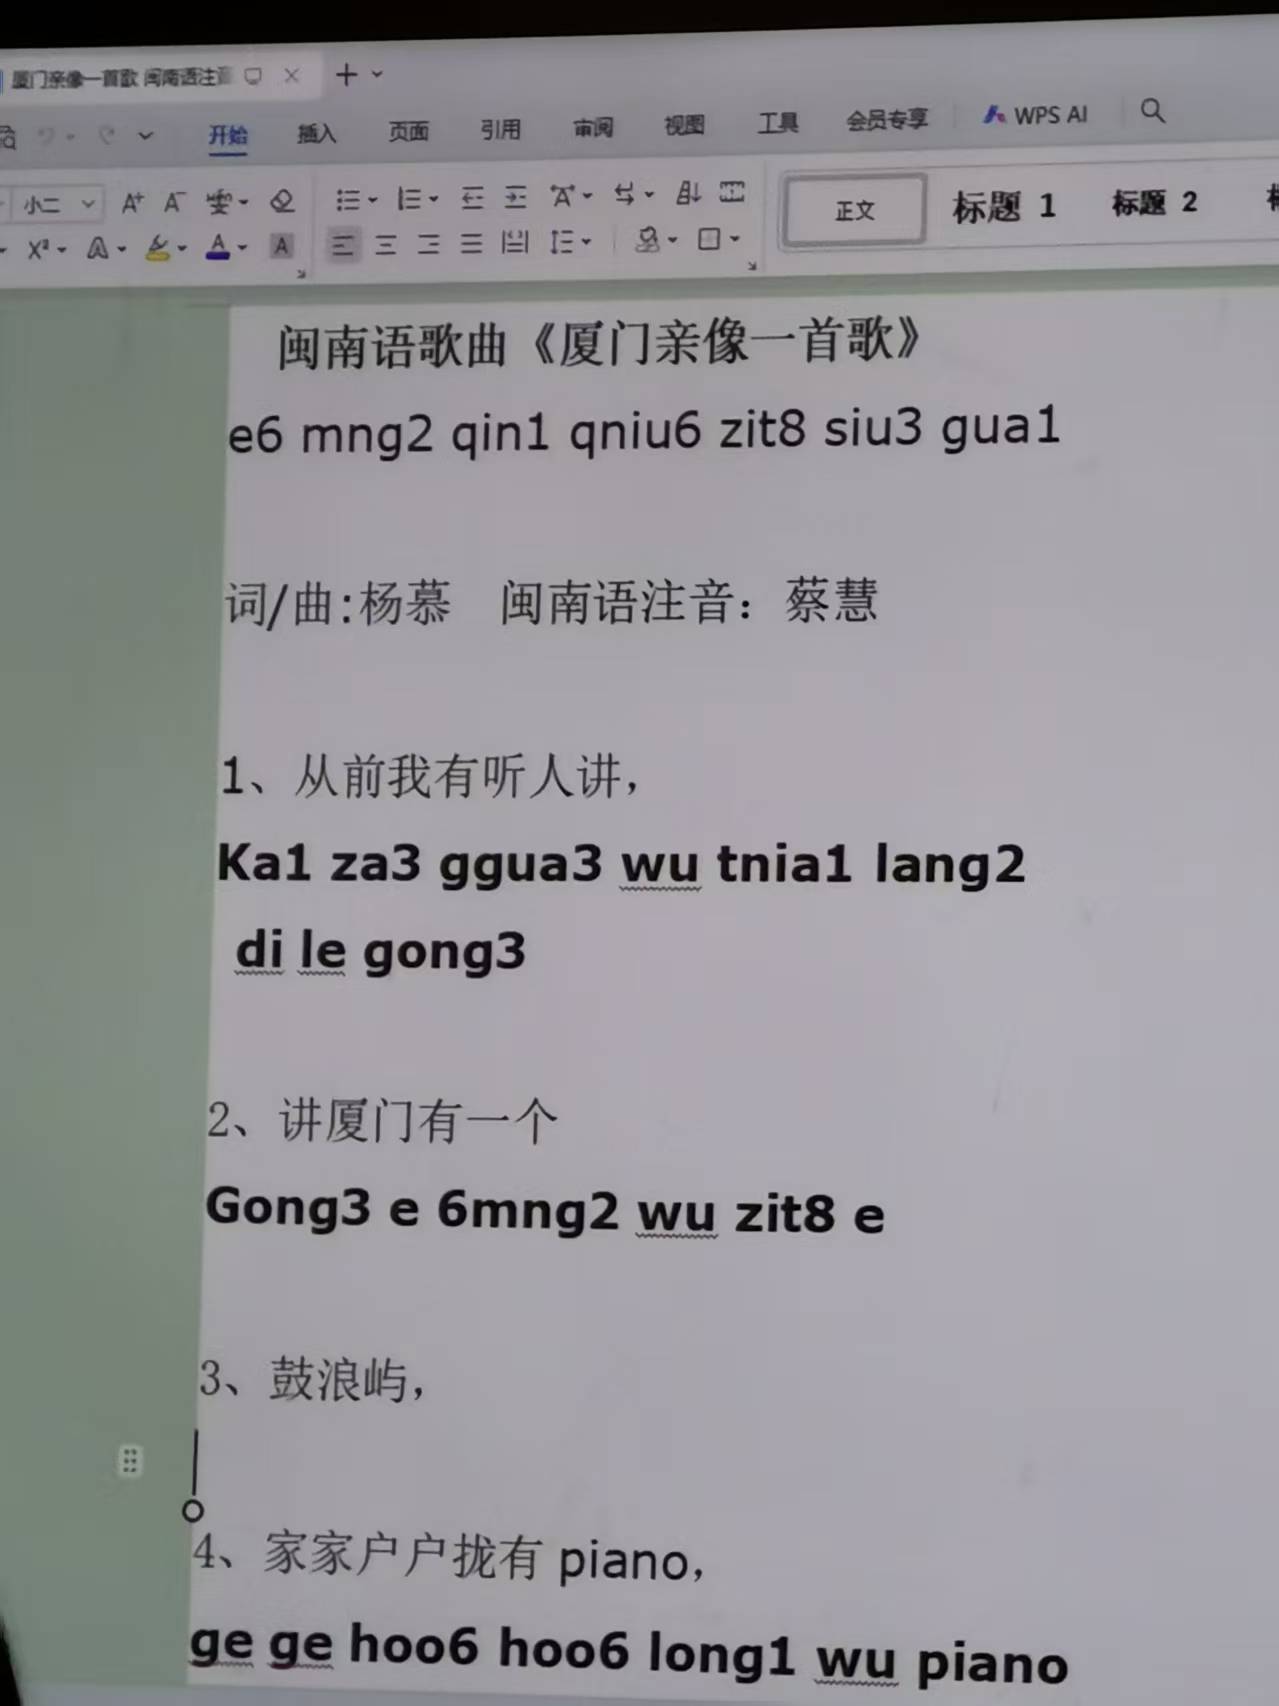 厦门亲像一首歌 闽南语注音
开始 插入 页面 引用 审阅 视图 工具 会员专享 WPS AI
小二 A+ A- 正文 标题 1 标题 2
X² A A A
闽南语歌曲《厦门亲像一首歌》
e6 mng2 qin1 qniu6 zit8 siu3 gua1
词/曲:杨慕 闽南语注音：蔡慧
1、从前我有听人讲，
Ka1 za3 ggua3 wu tnia1 lang2
di le gong3
2、讲厦门有一个
Gong3 e 6mng2 wu zit8 e
3、鼓浪屿，
4、家家户户拢有 piano，
ge ge hoo6 hoo6 long1 wu piano